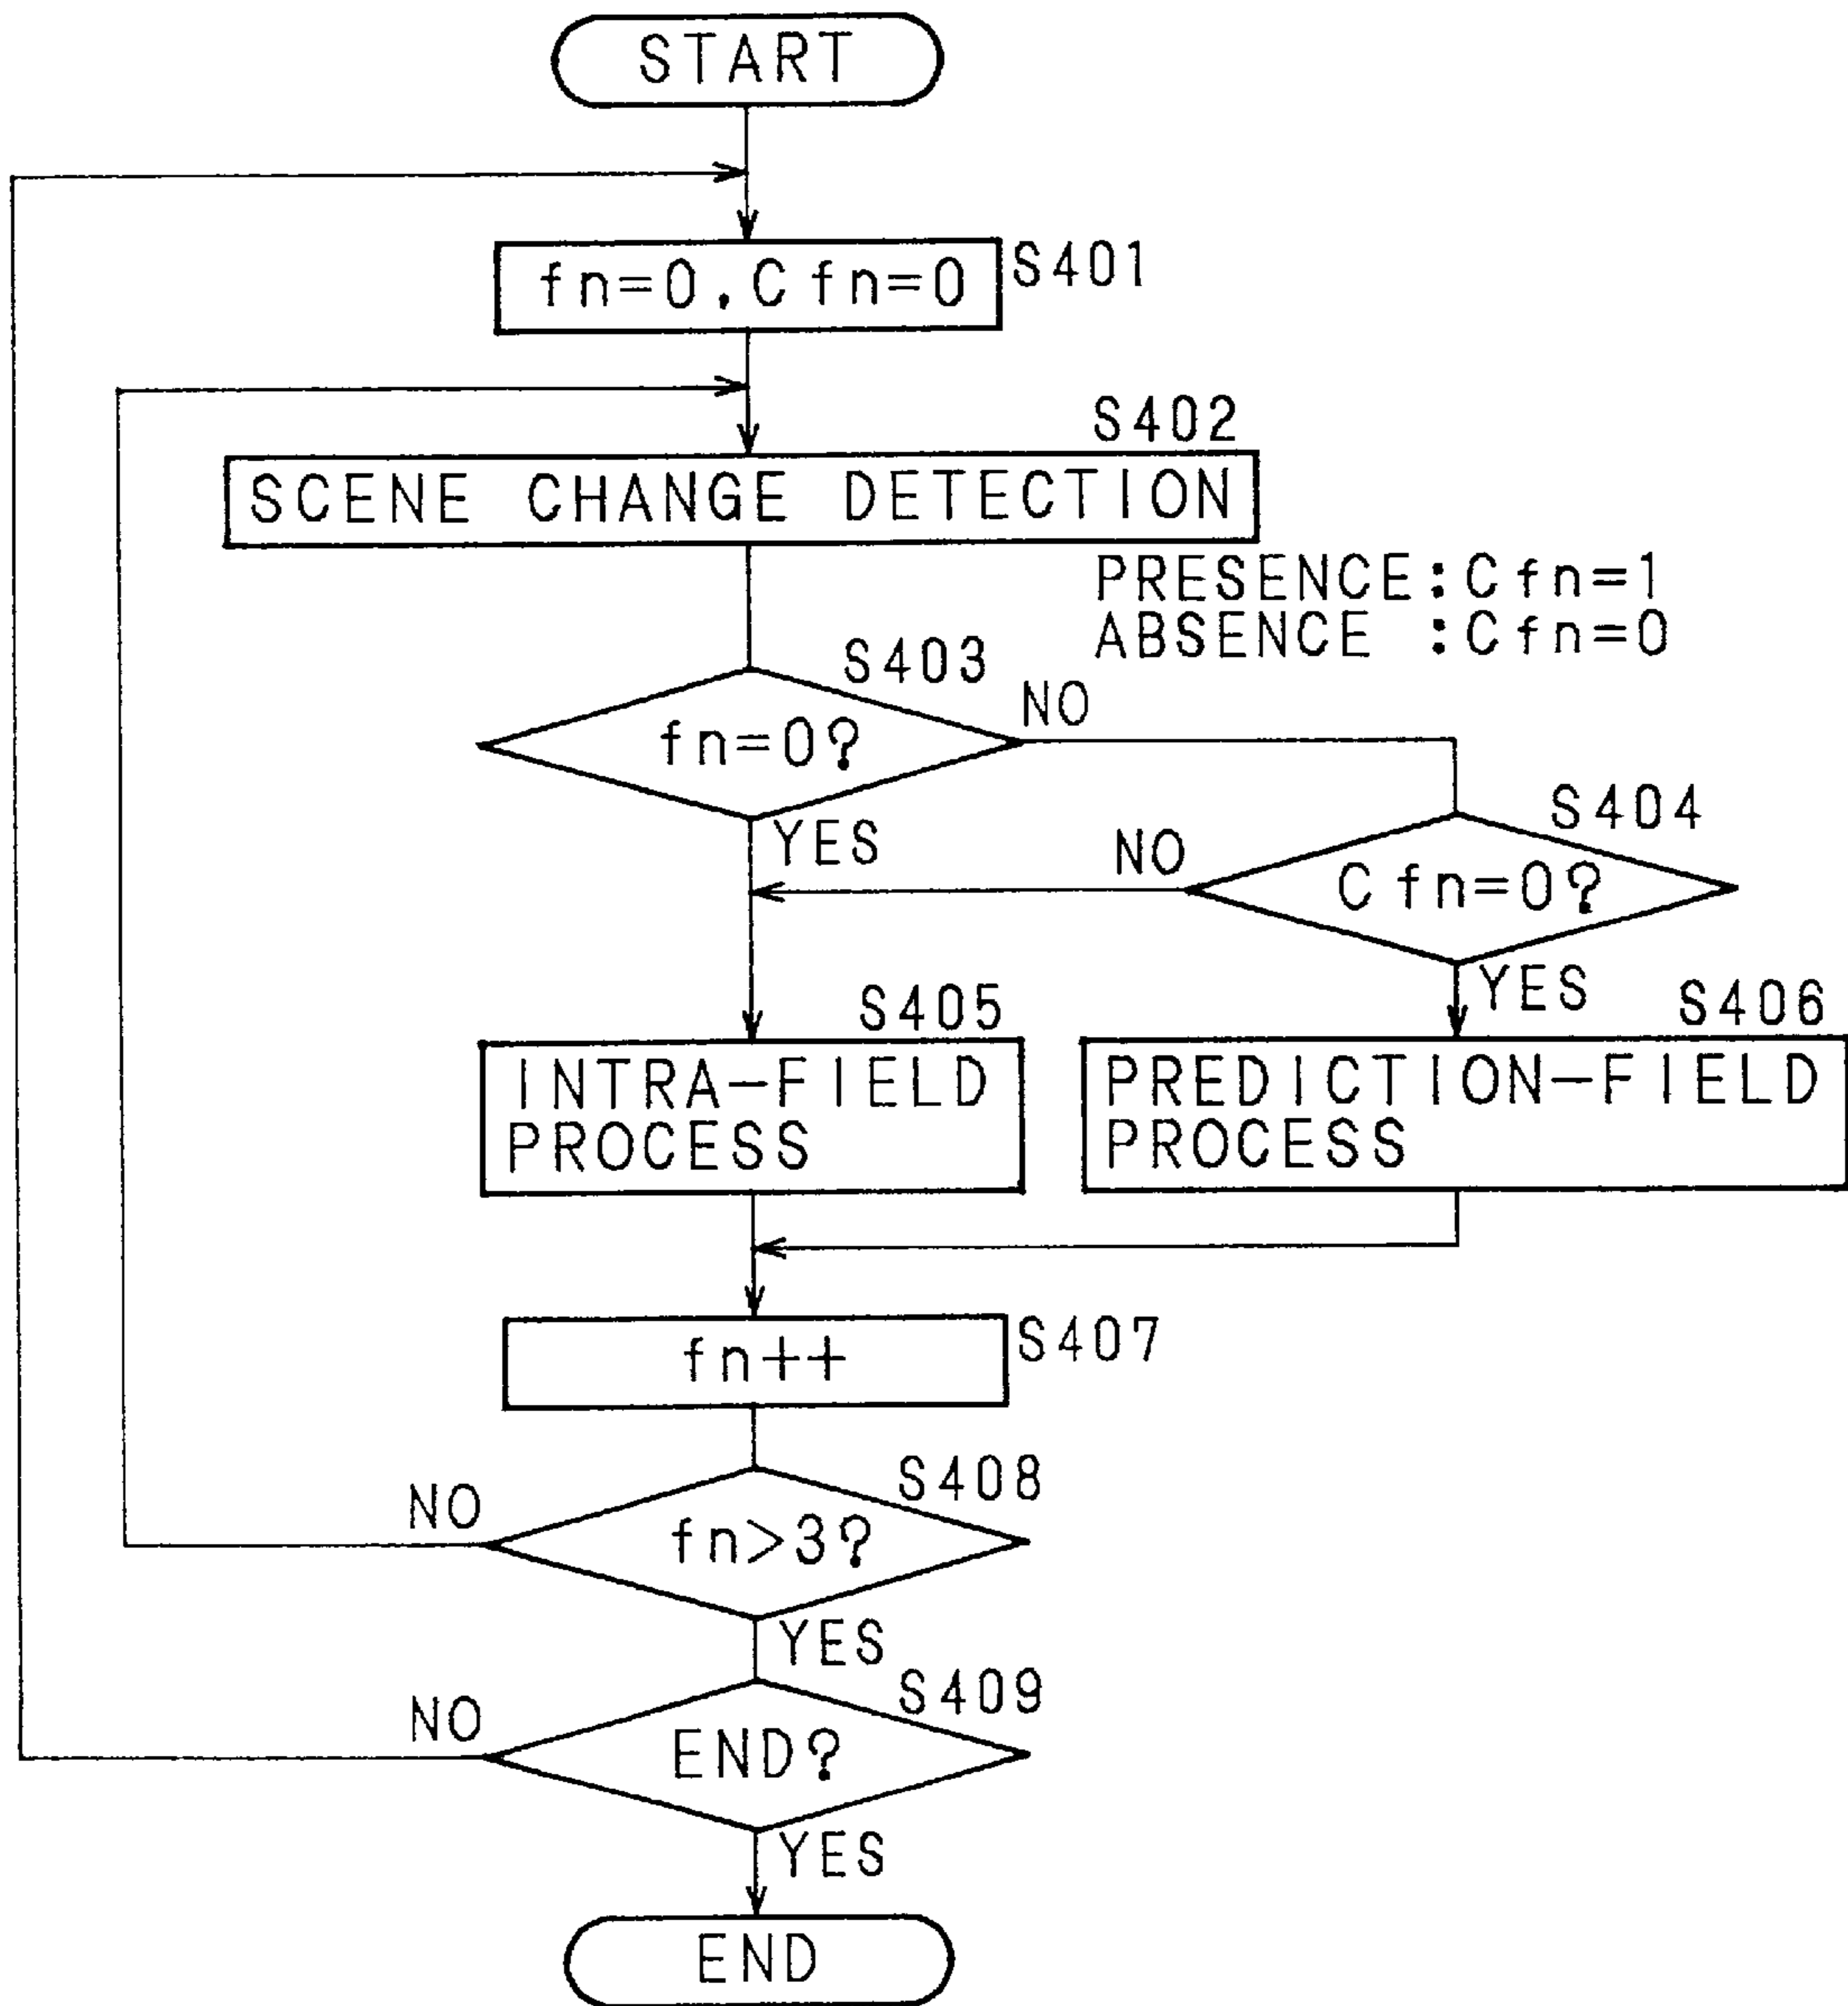 START
fn=0, Cfn=0
S401
S402
SCENE CHANGE DETECTION
PRESENCE:Cfn=1
ABSENCE :Cfn=0
S403
fn=0?
NO
YES
S404
Cfn=0?
NO
YES
S405
INTRA-FIELD
PROCESS
S406
PREDICTION-FIELD
PROCESS
fn++
S407
S408
fn>3?
NO
YES
S409
END?
NO
YES
END